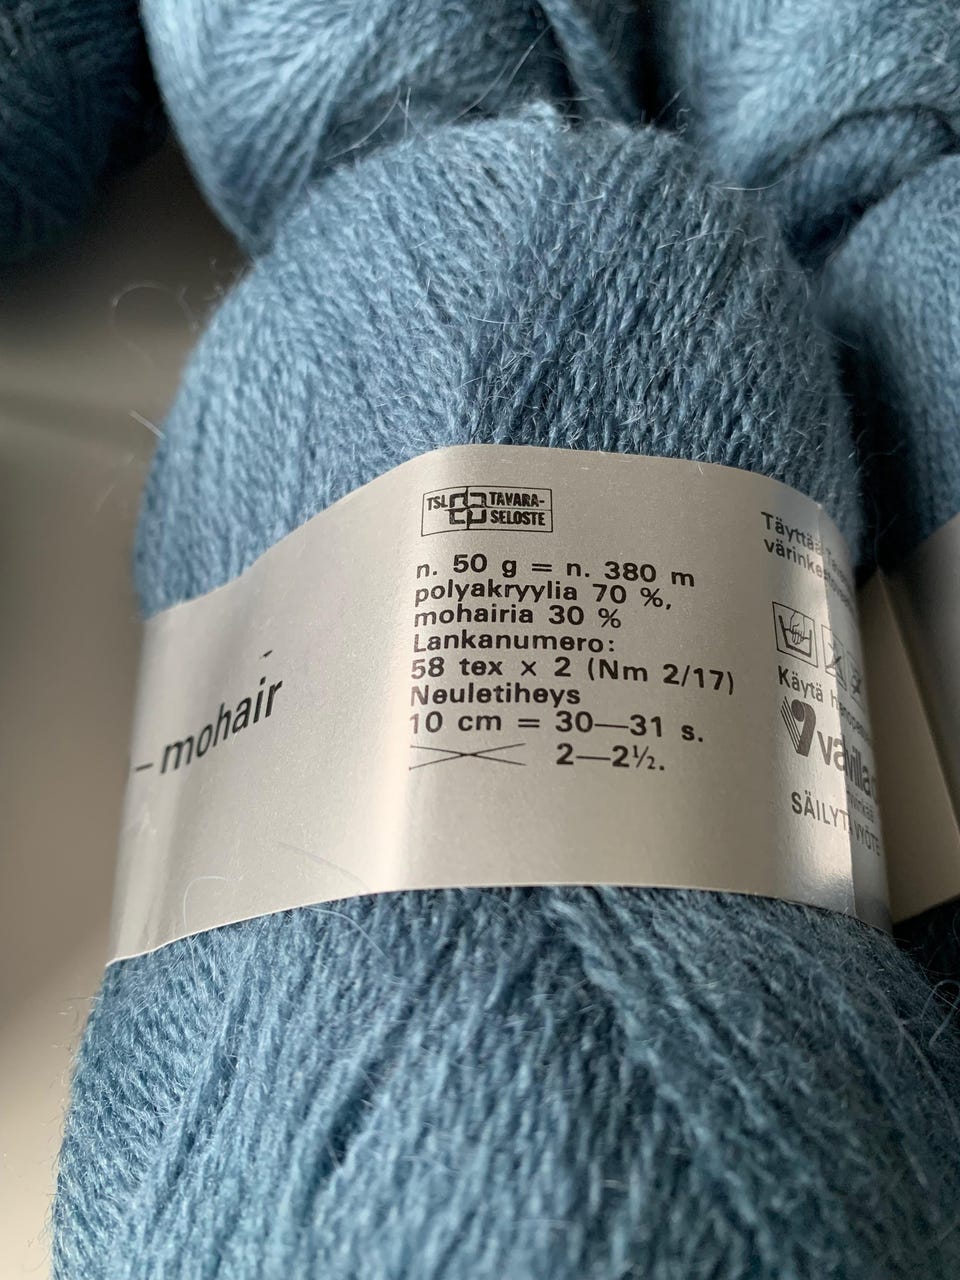 – mohair
TSL TAVARA-
SELOSTE
n. 50 g = n. 380 m
polyakryylia 70 %,
mohairia 30 %
Lankanumero:
58 tex x 2 (Nm 2/17)
Neuletiheys
10 cm = 30—31 s.
2—2½.
Täyttää
Käytä
SÄILYTÄ VYÖTE